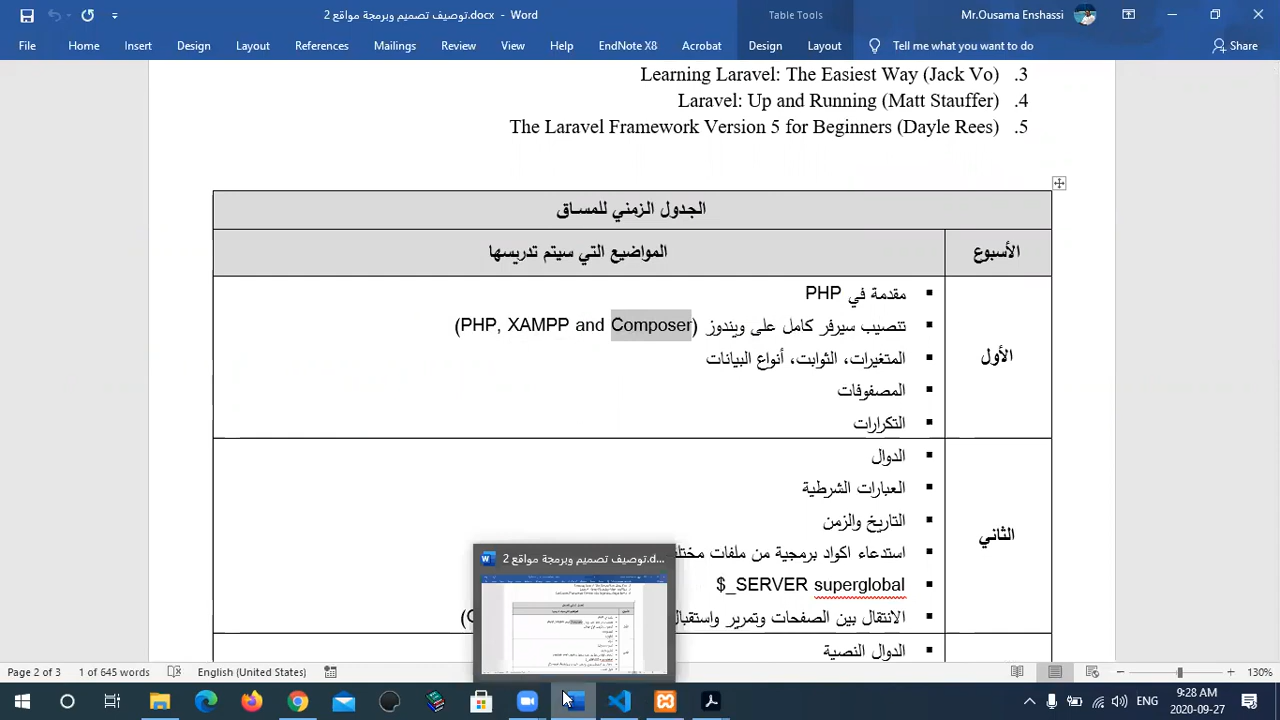 توصيف تصميم وبرمجة مواقع 2.docx - Word
Table Tools
Mr.Ousama Enshassi
File Home Insert Design Layout References Mailings Review View Help EndNote X8 Acrobat Design Layout Tell me what you want to do Share
3. Learning Laravel: The Easiest Way (Jack Vo)
4. Laravel: Up and Running (Matt Stauffer)
5. The Laravel Framework Version 5 for Beginners (Dayle Rees)
الجدول الزمني للمساق
الأسبوع
المواضيع التي سيتم تدريسها
الأول
▪ مقدمة في PHP
▪ تنصيب سيرفر كامل على ويندوز (PHP, XAMPP and Composer)
▪ المتغيرات، الثوابت، أنواع البيانات
▪ المصفوفات
▪ التكرارات
الثاني
▪ الدوال
▪ العبارات الشرطية
▪ التاريخ والزمن
▪ استدعاء اكواد برمجية من ملفات
▪ $_SERVER superglobal
▪ الانتقال بين الصفحات وتمرير
الدوال النصية
توصيف تصميم وبرمجة مواقع 2.d...
Page 2 of 3 1 of 645 words English (United States) 130%
ENG 9:28 AM
2020-09-27